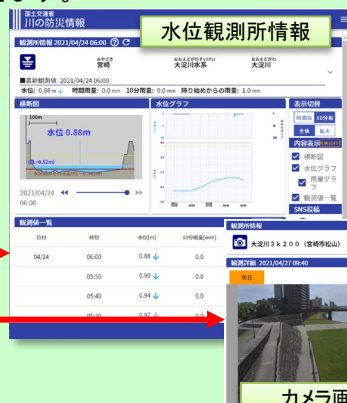 国土交通省
川の防災情報
水位観測所情報
観測所情報 2021/04/24 06:00
みやざき おおよどがわすいけい おおよどがわ
宮崎 大淀川水系 大淀川
■最新観測値 2021/04/24 06:00
水位: 0.88m↓ 時間雨量: 0.0 mm 10分雨量: 0.0 mm 降り始めからの雨量: 1.0 mm
横断図 水位グラフ 表示切替
100m
水位 0.88m
時間毎 10分毎
全体 拡大
内容表示
横断図
水位グラフ
雨量グラフ
観測値一覧
SNS投稿
2021/04/24
06:00
観測値一覧
日付 時刻 水位[m] 10分雨量[mm]
04/24 06:00 0.88↓ 0.0
05:50 0.90↓ 0.0
05:40 0.94↓ 0.0
05:30 0.97↓ 0.0
観測所情報
大淀川3k200(宮崎市松山)
観測詳細 2021/04/27 09:40
現在
カメラ画